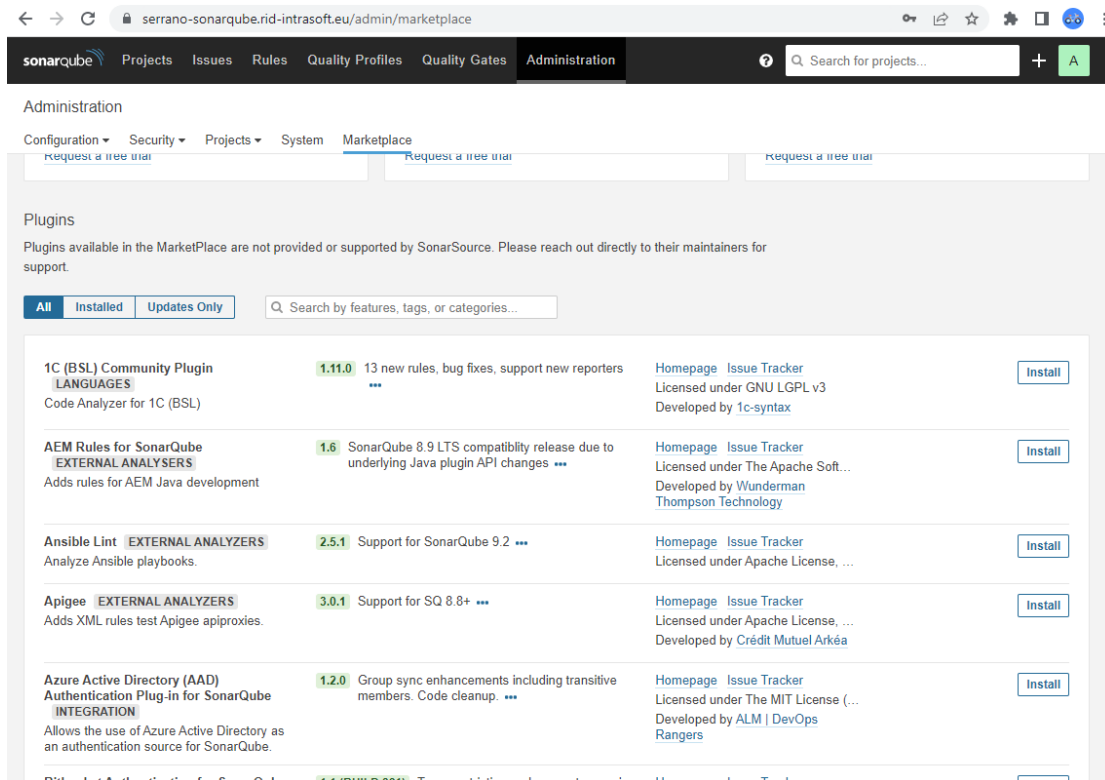 serrano-sonarqube.rid-intrasoft.eu/admin/marketplace
sonarqube Projects Issues Rules Quality Profiles Quality Gates Administration ? Search for projects... + A
Administration
Configuration Security Projects System Marketplace
Request a free trial Request a free trial Request a free trial
Plugins
Plugins available in the MarketPlace are not provided or supported by SonarSource. Please reach out directly to their maintainers for
support.
All Installed Updates Only Search by features, tags, or categories...
1C (BSL) Community Plugin 1.11.0 13 new rules, bug fixes, support new reporters Homepage Issue Tracker Install
LANGUAGES ••• Licensed under GNU LGPL v3
Code Analyzer for 1C (BSL) Developed by 1c-syntax
AEM Rules for SonarQube 1.6 SonarQube 8.9 LTS compatiblity release due to Homepage Issue Tracker Install
EXTERNAL ANALYSERS underlying Java plugin API changes ••• Licensed under The Apache Soft...
Adds rules for AEM Java development Developed by Wunderman
Thompson Technology
Ansible Lint EXTERNAL ANALYZERS 2.5.1 Support for SonarQube 9.2 ••• Homepage Issue Tracker Install
Analyze Ansible playbooks. Licensed under Apache License, ...
Apigee EXTERNAL ANALYZERS 3.0.1 Support for SQ 8.8+ ••• Homepage Issue Tracker Install
Adds XML rules test Apigee apiproxies. Licensed under Apache License, ...
Developed by Crédit Mutuel Arkéa
Azure Active Directory (AAD) 1.2.0 Group sync enhancements including transitive Homepage Issue Tracker Install
Authentication Plug-in for SonarQube members. Code cleanup. ••• Licensed under The MIT License (...
INTEGRATION Developed by ALM | DevOps
Allows the use of Azure Active Directory as Rangers
an authentication source for SonarQube.